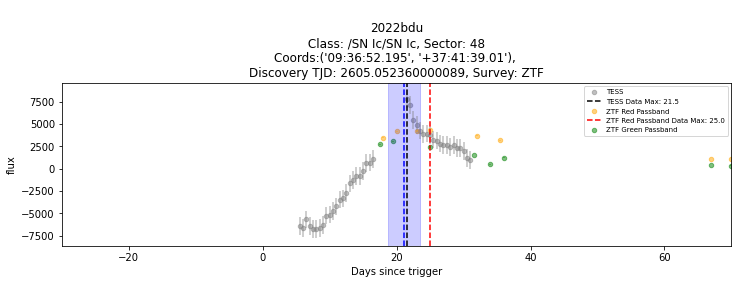 2022bdu
Class: /SN Ic/SN Ic, Sector: 48
Coords:('09:36:52.195', '+37:41:39.01'),
Discovery TJD: 2605.052360000089, Survey: ZTF
TESS
TESS Data Max: 21.5
ZTF Red Passband
ZTF Red Passband Data Max: 25.0
ZTF Green Passband
7500
5000
2500
0
−2500
−5000
−7500
flux
−20
0
20
40
60
Days since trigger